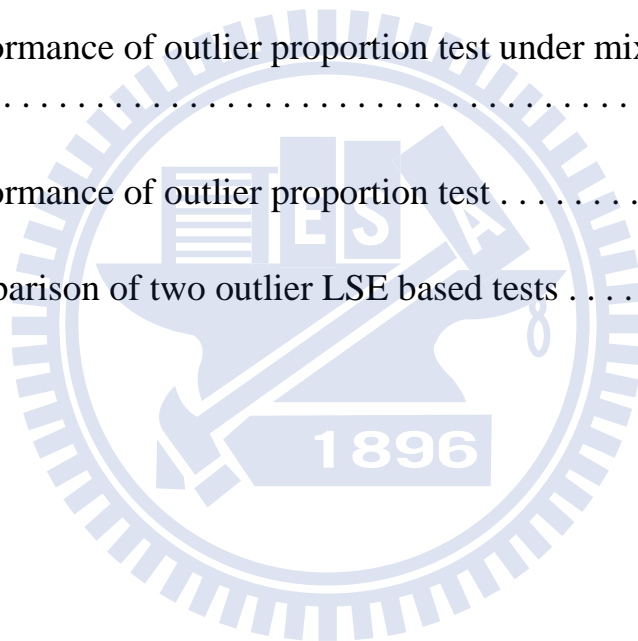 ormance of outlier proportion test under mix
. . . . . . . . . . . . . . . . . . . . . . . . . . . . . . . . . .
ormance of outlier proportion test . . . . . . . .
parison of two outlier LSE based tests . . . .
E S A
1896